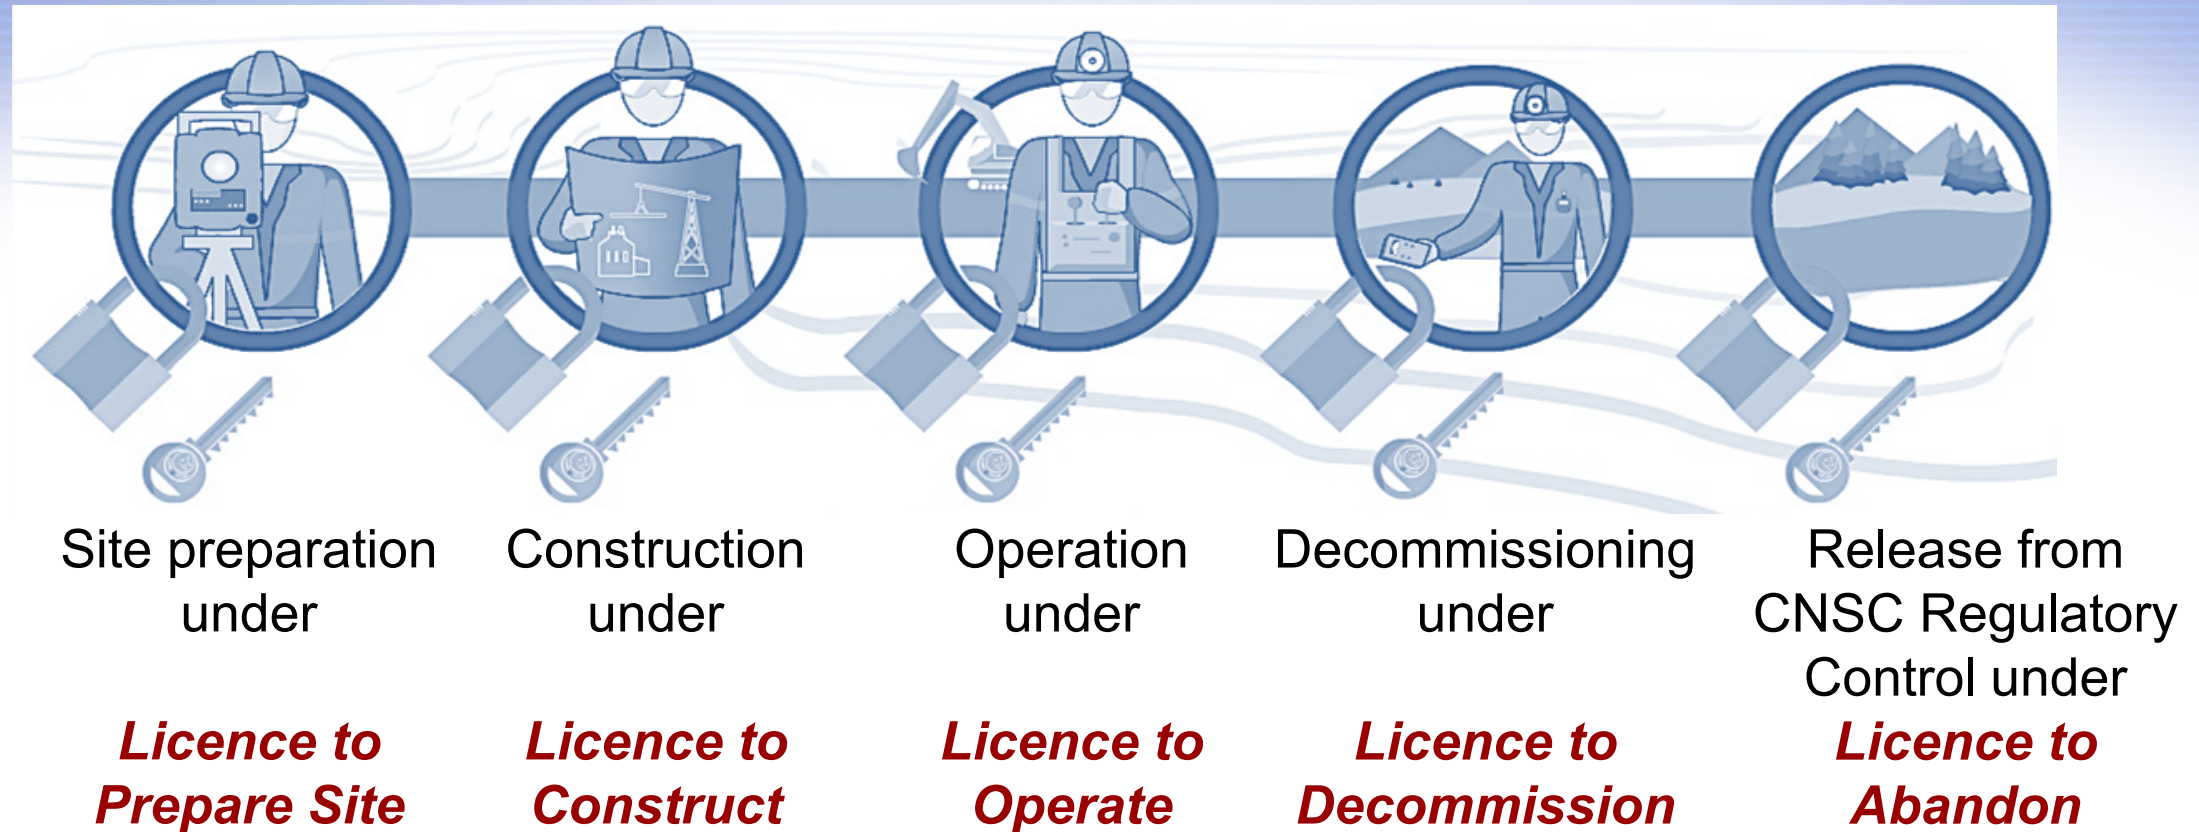 Site preparation
under
Licence to
Prepare Site
Construction
under
Licence to
Construct
Operation
under
Licence to
Operate
Decommissioning
under
Licence to
Decommission
Release from
CNSC Regulatory
Control under
Licence to
Abandon